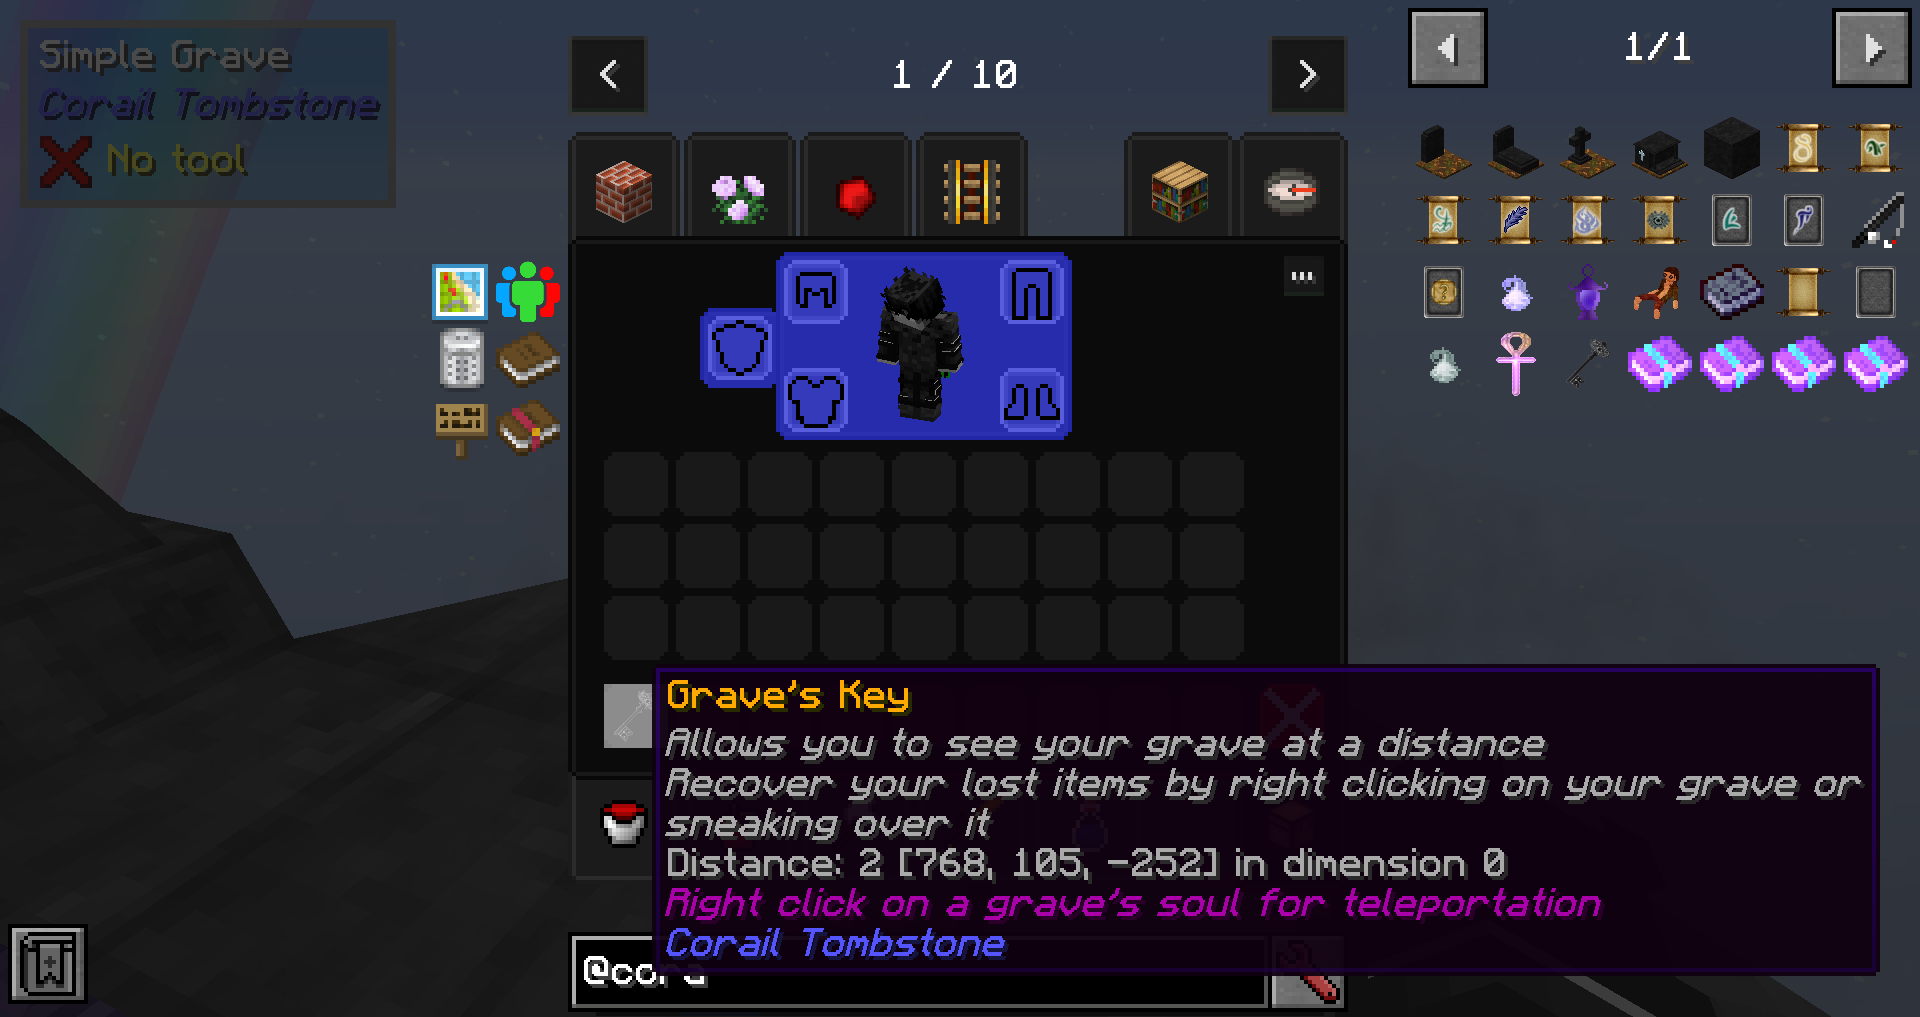 Simple Grave
Corail Tombstone
No tool
1 / 10
1/1
...
Grave's Key
Allows you to see your grave at a distance
Recover your lost items by right clicking on your grave or
sneaking over it
Distance: 2 [768, 105, -252] in dimension 0
Right click on a grave's soul for teleportation
Corail Tombstone
@cora